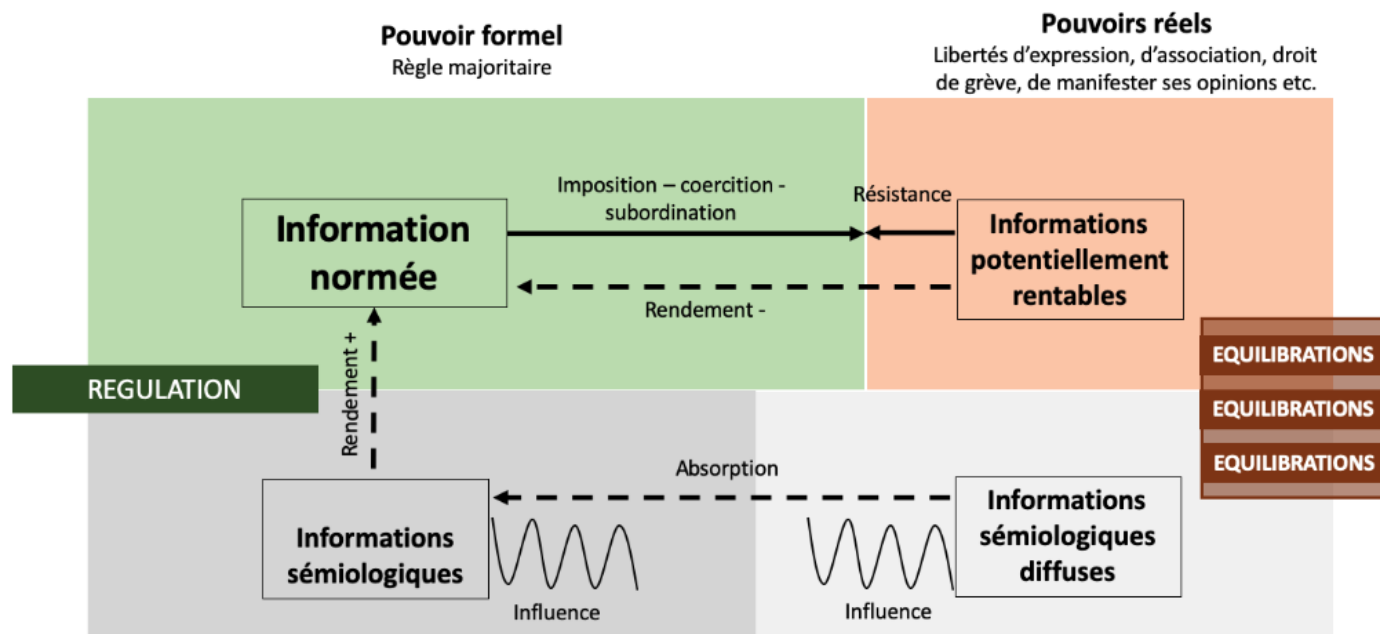 Pouvoir formel
Règle majoritaire
Pouvoirs réels
Libertés d'expression, d'association, droit
de grève, de manifester ses opinions etc.
Imposition – coercition -
subordination
Résistance
Information
normée
Informations
potentiellement
rentables
Rendement -
Rendement +
REGULATION
EQUILIBRATIONS
EQUILIBRATIONS
EQUILIBRATIONS
Absorption
Informations
sémiologiques
Informations
sémiologiques
diffuses
Influence
Influence